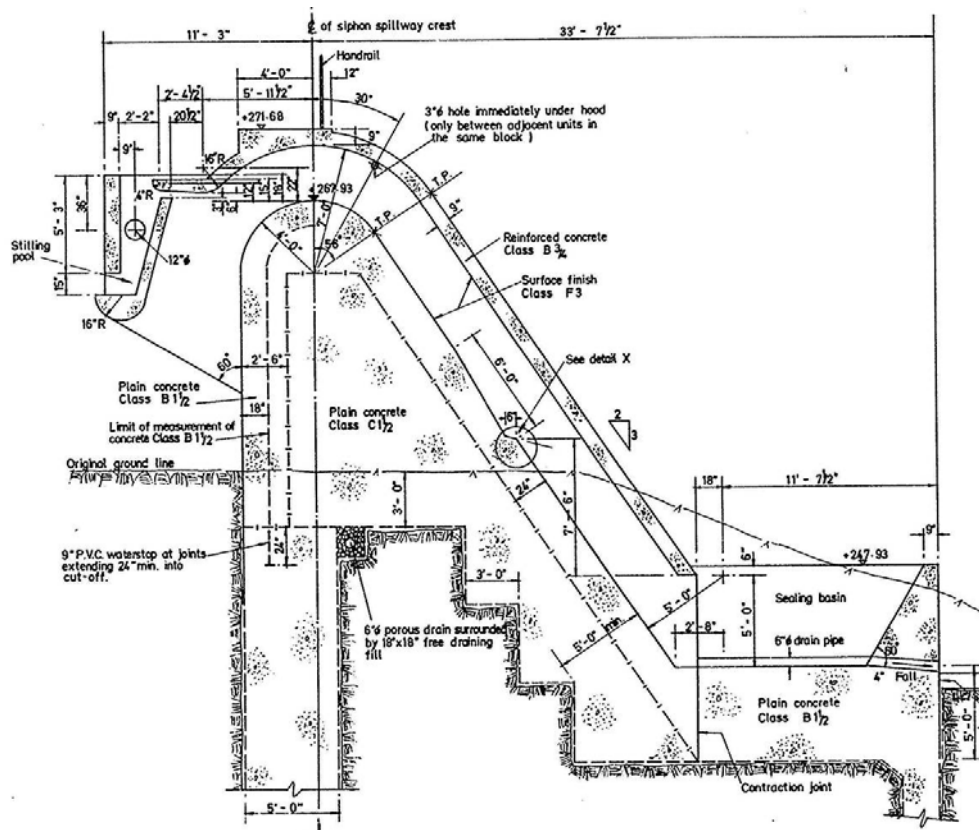 ℄ of siphon spillway crest
11' - 3"
33' - 7½"
Handrail
4'-0"
12"
2'- 4½"
5' - 11½"
30°
9"
2'-2"
20½"
+271·68
3"ϕ hole immediately under hood
(only between adjacent units in
the same block)
9"
9"
16"R
T.P.
4"R
267·93
36"
5' - 3"
7'-0"
T.P.
9"
4'-0"
56°
Reinforced concrete
Class B¾
Stilling
pool
12"ϕ
15"
Surface finish
Class F3
16"R
60°
2' - 6"
6'-0"
See detail X
Plain concrete
Class B1½
18"
Plain concrete
Class C1½
6"
2
3
Limit of measurement of
concrete Class B1½
Original ground line
18"
11'- 7½"
3'- 0"
24"
7'- 6"
9"
9" P.V.C. waterstop at joints
extending 24" min. into
cut-off.
24"
6"
+247·93
3'-0"
5'-0"
Sealing basin
6"ϕ porous drain surrounded
by 18"x18" free draining
fill
5'-0" min.
2' - 8"
5'-0"
6"ϕ drain pipe
60
4" Fall
Plain concrete
Class B1½
5'-0"
Contraction joint
5'-0"